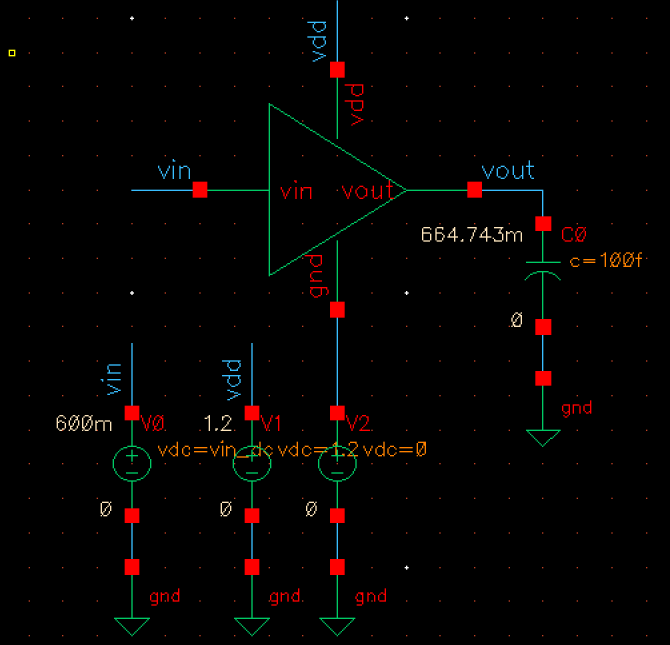 vdd
vdd
vin
vin
vout
vout
664.743m
C0
c=100f
gnd
0
gnd
vin
vdd
600m
V0
1.2
V1
V2
vdc=vin_dc
vdc=1.2
vdc=0
0
0
0
gnd
gnd
gnd